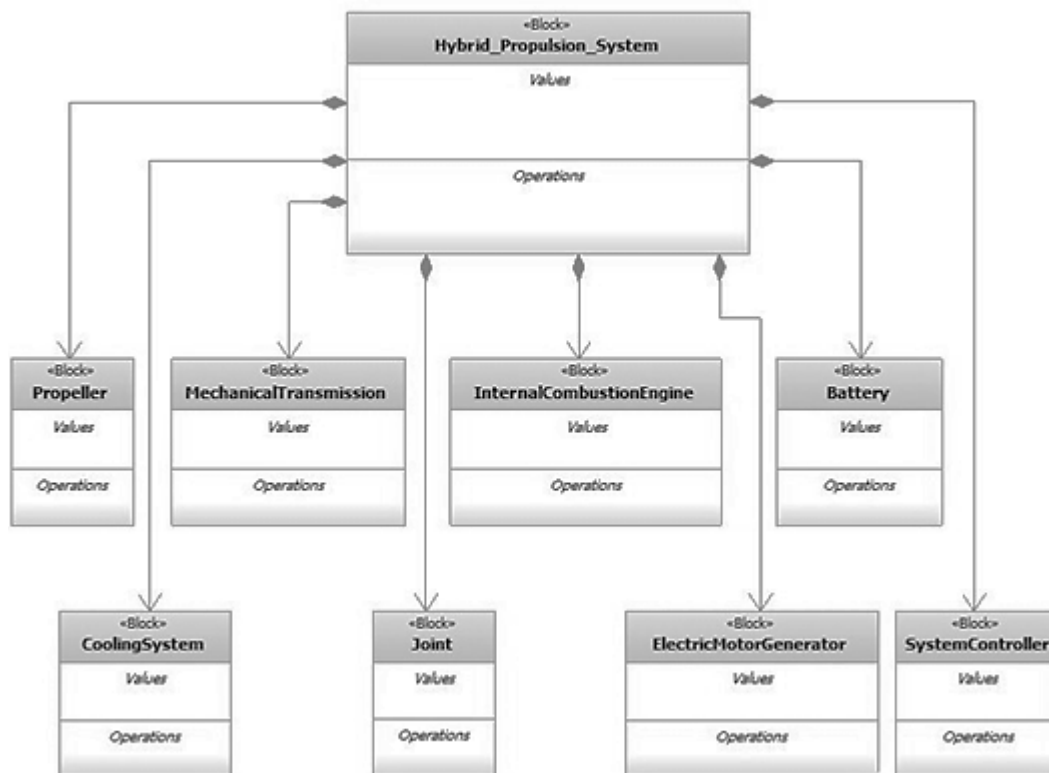 «Block»
Hybrid_Propulsion_System
Values
Operations
«Block»
Propeller
Values
Operations
«Block»
MechanicalTransmission
Values
Operations
«Block»
InternalCombustionEngine
Values
Operations
«Block»
Battery
Values
Operations
«Block»
CoolingSystem
Values
Operations
«Block»
Joint
Values
Operations
«Block»
ElectricMotorGenerator
Values
Operations
«Block»
SystemController
Values
Operations